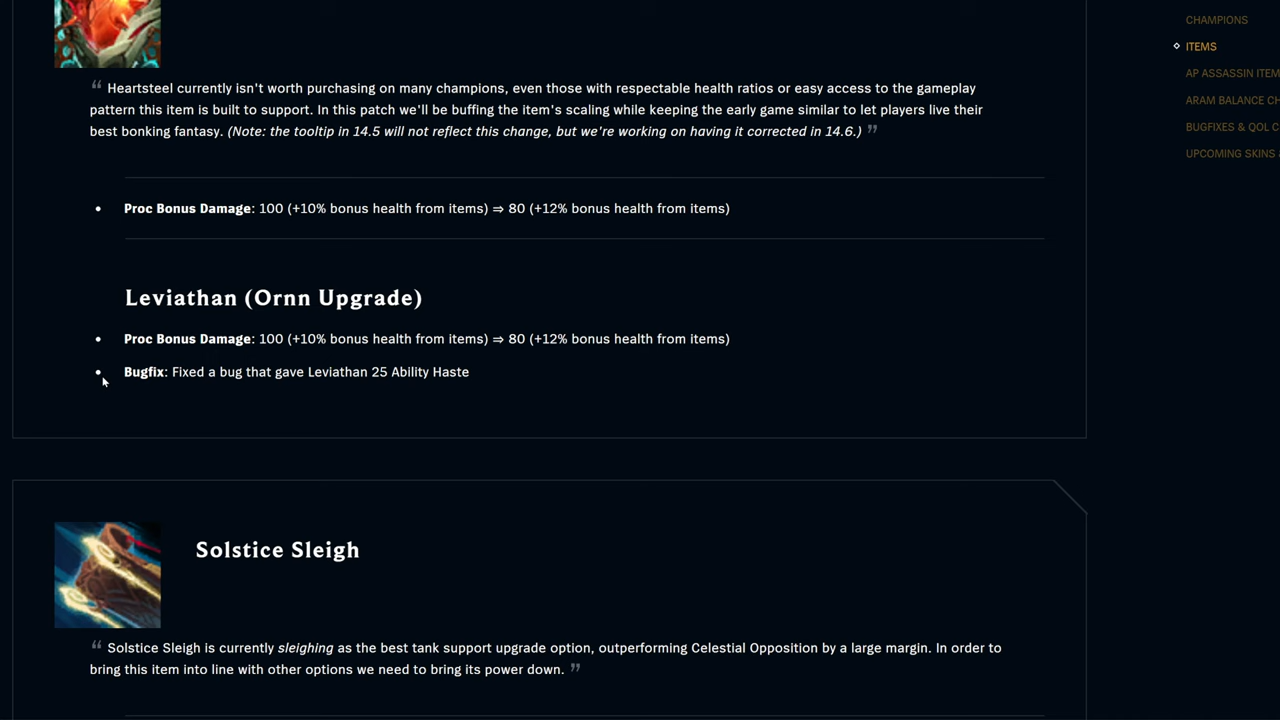 CHAMPIONS
ITEMS
AP ASSASSIN ITEM
ARAM BALANCE CH
BUGFIXES & QOL C
UPCOMING SKINS
“ Heartsteel currently isn't worth purchasing on many champions, even those with respectable health ratios or easy access to the gameplay
pattern this item is built to support. In this patch we'll be buffing the item's scaling while keeping the early game similar to let players live their
best bonking fantasy. (Note: the tooltip in 14.5 will not reflect this change, but we're working on having it corrected in 14.6.) ”
• Proc Bonus Damage: 100 (+10% bonus health from items) ⇒ 80 (+12% bonus health from items)
Leviathan (Ornn Upgrade)
• Proc Bonus Damage: 100 (+10% bonus health from items) ⇒ 80 (+12% bonus health from items)
• Bugfix: Fixed a bug that gave Leviathan 25 Ability Haste
Solstice Sleigh
“ Solstice Sleigh is currently sleighing as the best tank support upgrade option, outperforming Celestial Opposition by a large margin. In order to
bring this item into line with other options we need to bring its power down. ”